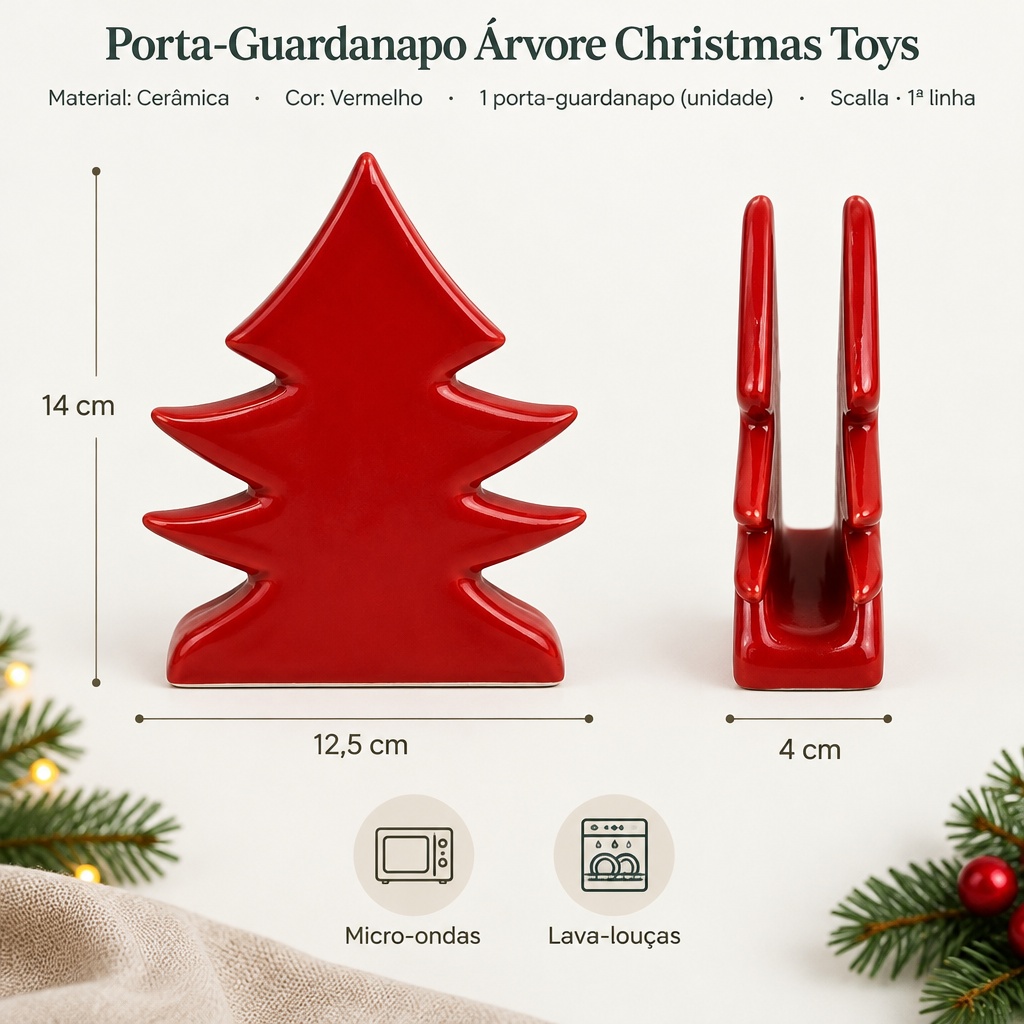 Porta-Guardanapo Árvore Christmas Toys
Material: Cerâmica • Cor: Vermelho • 1 porta-guardanapo (unidade) • Scalla · 1ª linha
14 cm
12,5 cm
4 cm
Micro-ondas
Lava-louças